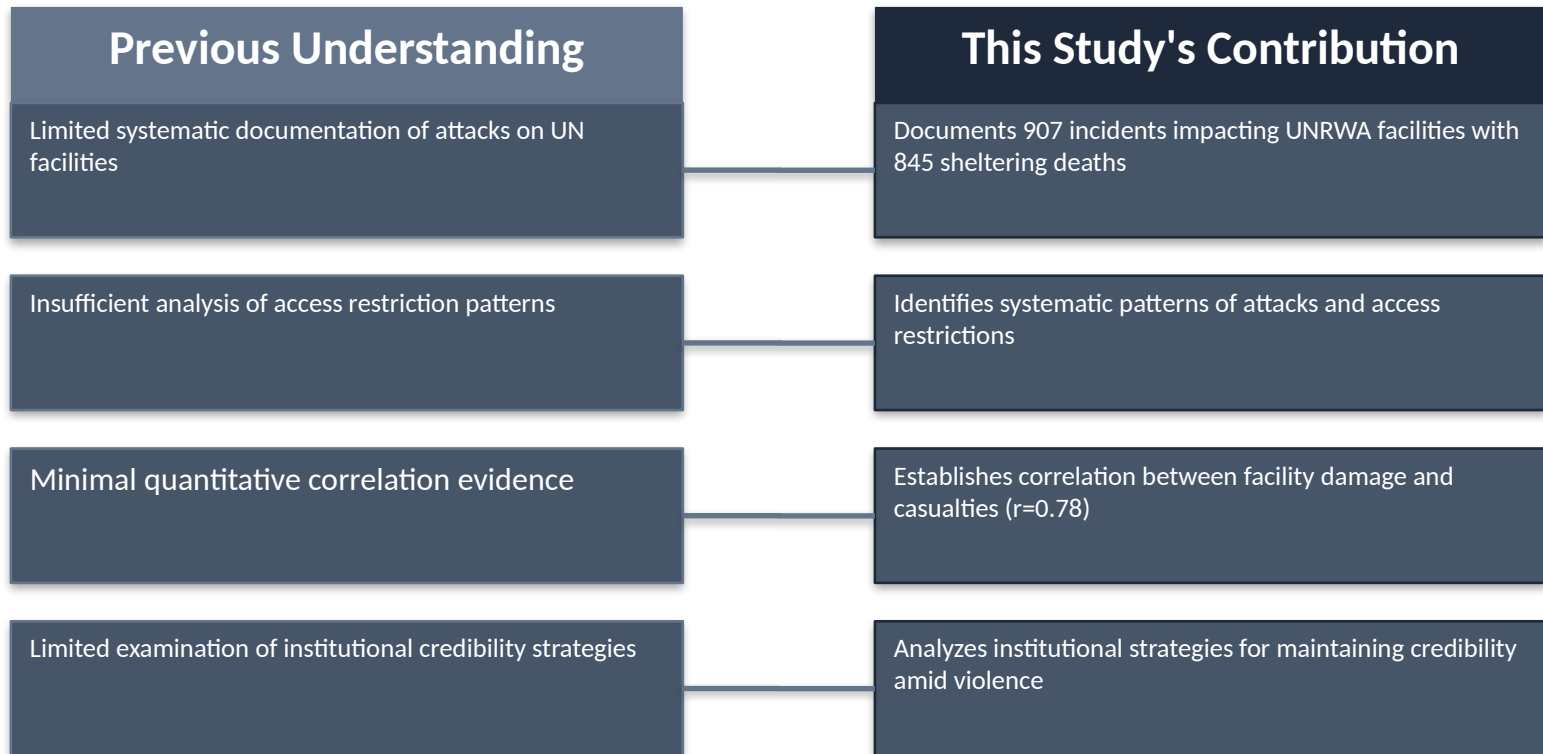 Previous Understanding
This Study's Contribution
Limited systematic documentation of attacks on UN
facilities
Documents 907 incidents impacting UNRWA facilities with
845 sheltering deaths
Insufficient analysis of access restriction patterns
Identifies systematic patterns of attacks and access
restrictions
Minimal quantitative correlation evidence
Establishes correlation between facility damage and
casualties (r=0.78)
Limited examination of institutional credibility strategies
Analyzes institutional strategies for maintaining credibility
amid violence